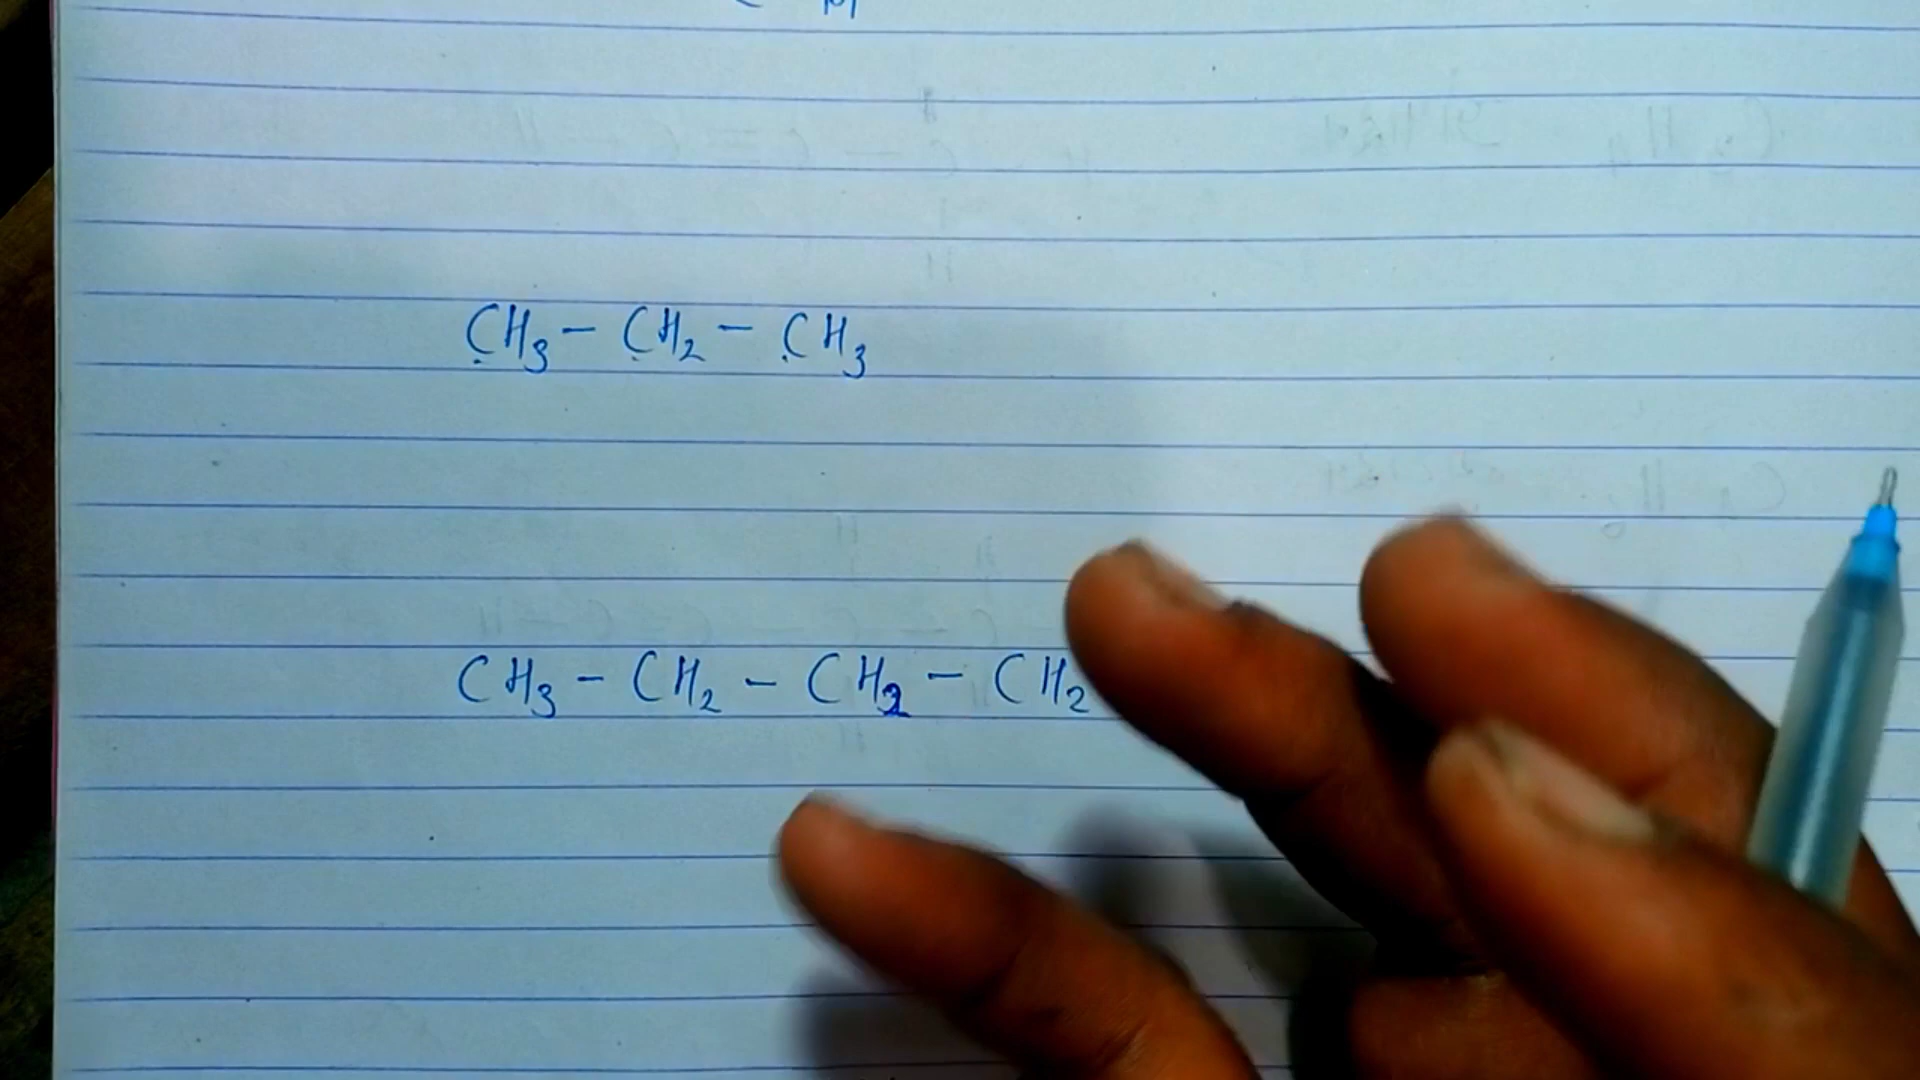 CH₃ – CH₂ – CH₃
CH₃ – CH₂ – CH₂ – CH₂